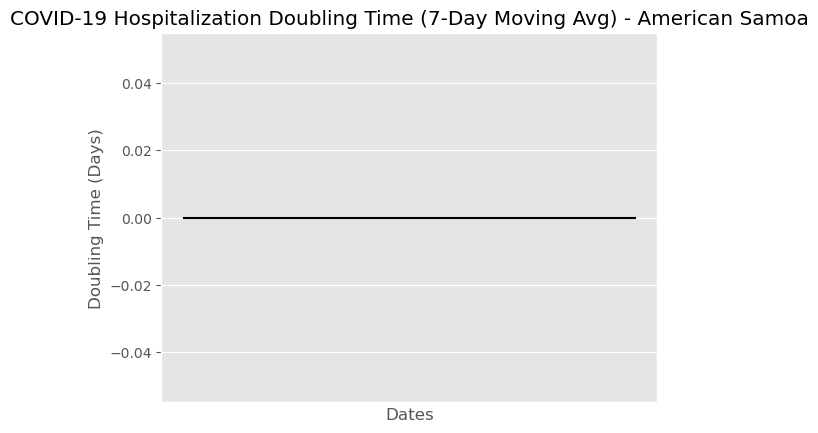 COVID-19 Hospitalization Doubling Time (7-Day Moving Avg) - American Samoa
Doubling Time (Days)
0.04
0.02
0.00
−0.02
−0.04
Dates